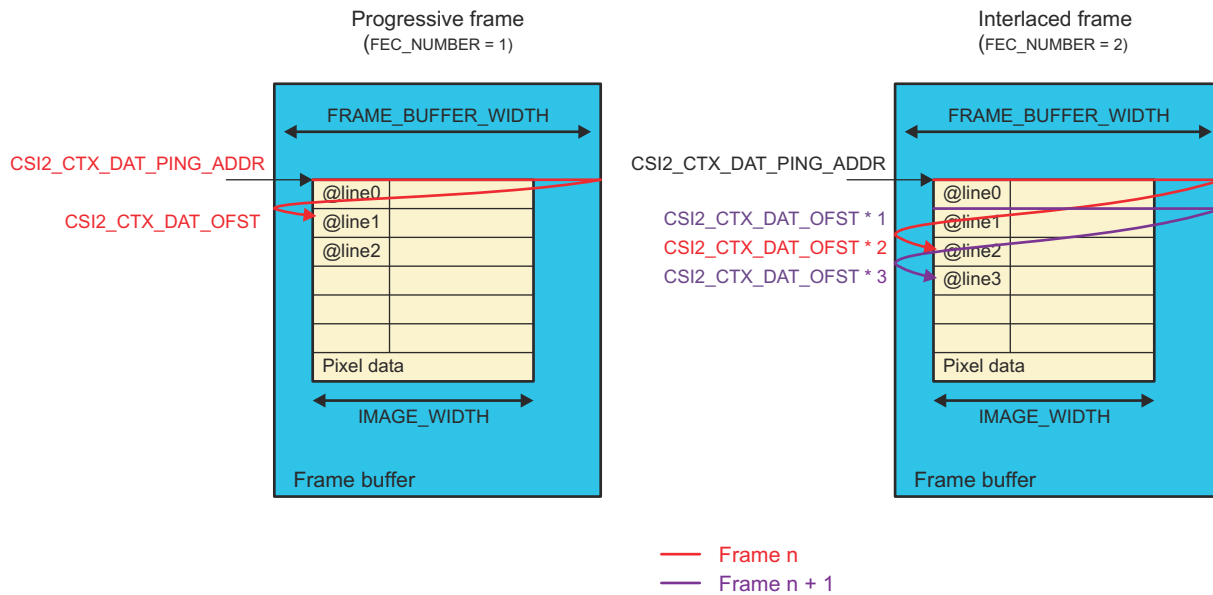 Progressive frame
(FEC_NUMBER = 1)
FRAME_BUFFER_WIDTH
CSI2_CTX_DAT_PING_ADDR
@line0
CSI2_CTX_DAT_OFST
@line1
@line2
Pixel data
IMAGE_WIDTH
Frame buffer
Interlaced frame
(FEC_NUMBER = 2)
FRAME_BUFFER_WIDTH
CSI2_CTX_DAT_PING_ADDR
@line0
CSI2_CTX_DAT_OFST * 1
@line1
CSI2_CTX_DAT_OFST * 2
@line2
CSI2_CTX_DAT_OFST * 3
@line3
Pixel data
IMAGE_WIDTH
Frame buffer
Frame n
Frame n + 1